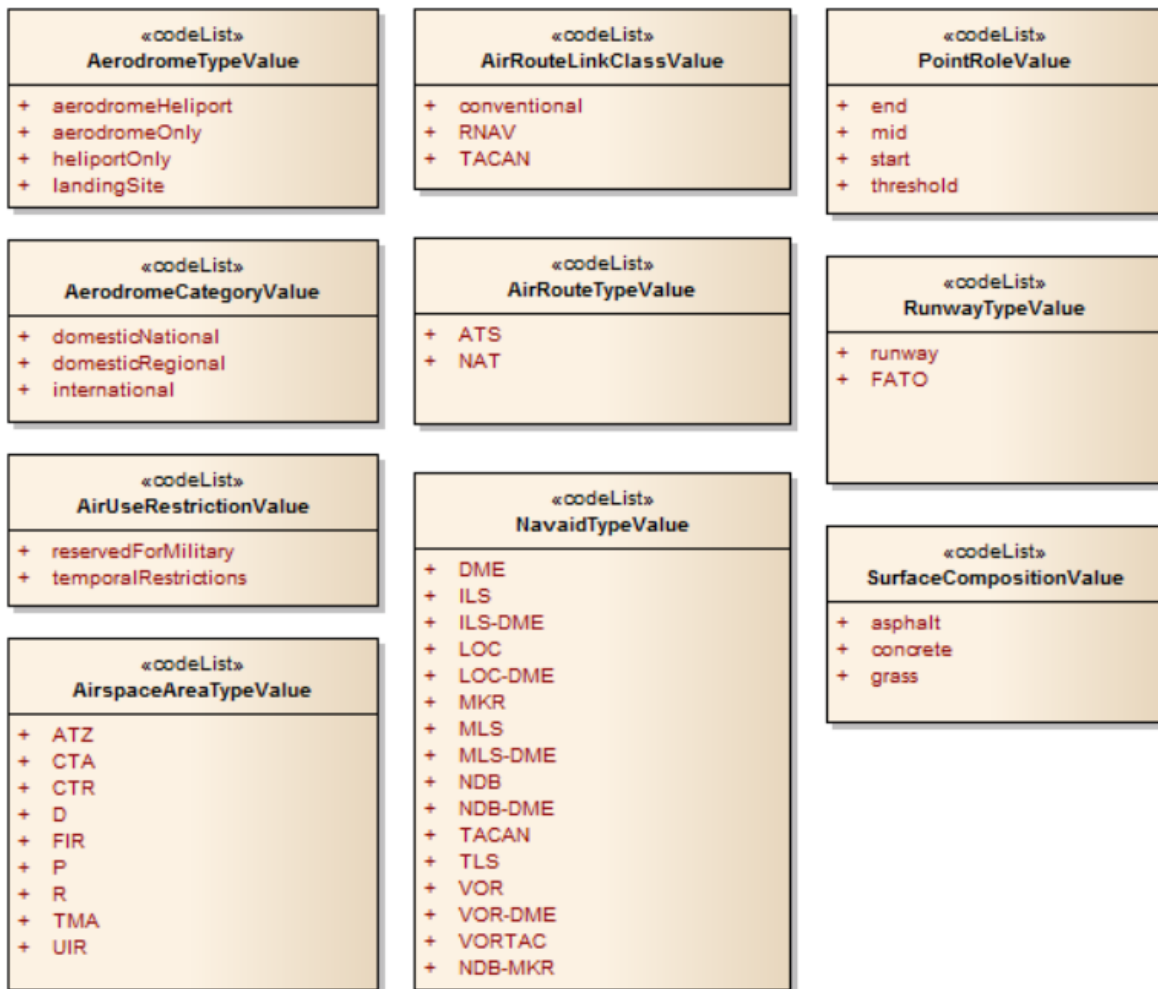 «codeList»
AerodromeTypeValue
+ aerodromeHeliport
+ aerodromeOnly
+ heliportOnly
+ landingSite
«codeList»
AerodromeCategoryValue
+ domesticNational
+ domesticRegional
+ international
«codeList»
AirUseRestrictionValue
+ reservedForMilitary
+ temporalRestrictions
«codeList»
AirspaceAreaTypeValue
+ ATZ
+ CTA
+ CTR
+ D
+ FIR
+ P
+ R
+ TMA
+ UIR
«codeList»
AirRouteLinkClassValue
+ conventional
+ RNAV
+ TACAN
«codeList»
AirRouteTypeValue
+ ATS
+ NAT
«codeList»
NavaidTypeValue
+ DME
+ ILS
+ ILS-DME
+ LOC
+ LOC-DME
+ MKR
+ MLS
+ MLS-DME
+ NDB
+ NDB-DME
+ TACAN
+ TLS
+ VOR
+ VOR-DME
+ VORTAC
+ NDB-MKR
«codeList»
PointRoleValue
+ end
+ mid
+ start
+ threshold
«codeList»
RunwayTypeValue
+ runway
+ FATO
«codeList»
SurfaceCompositionValue
+ asphalt
+ concrete
+ grass